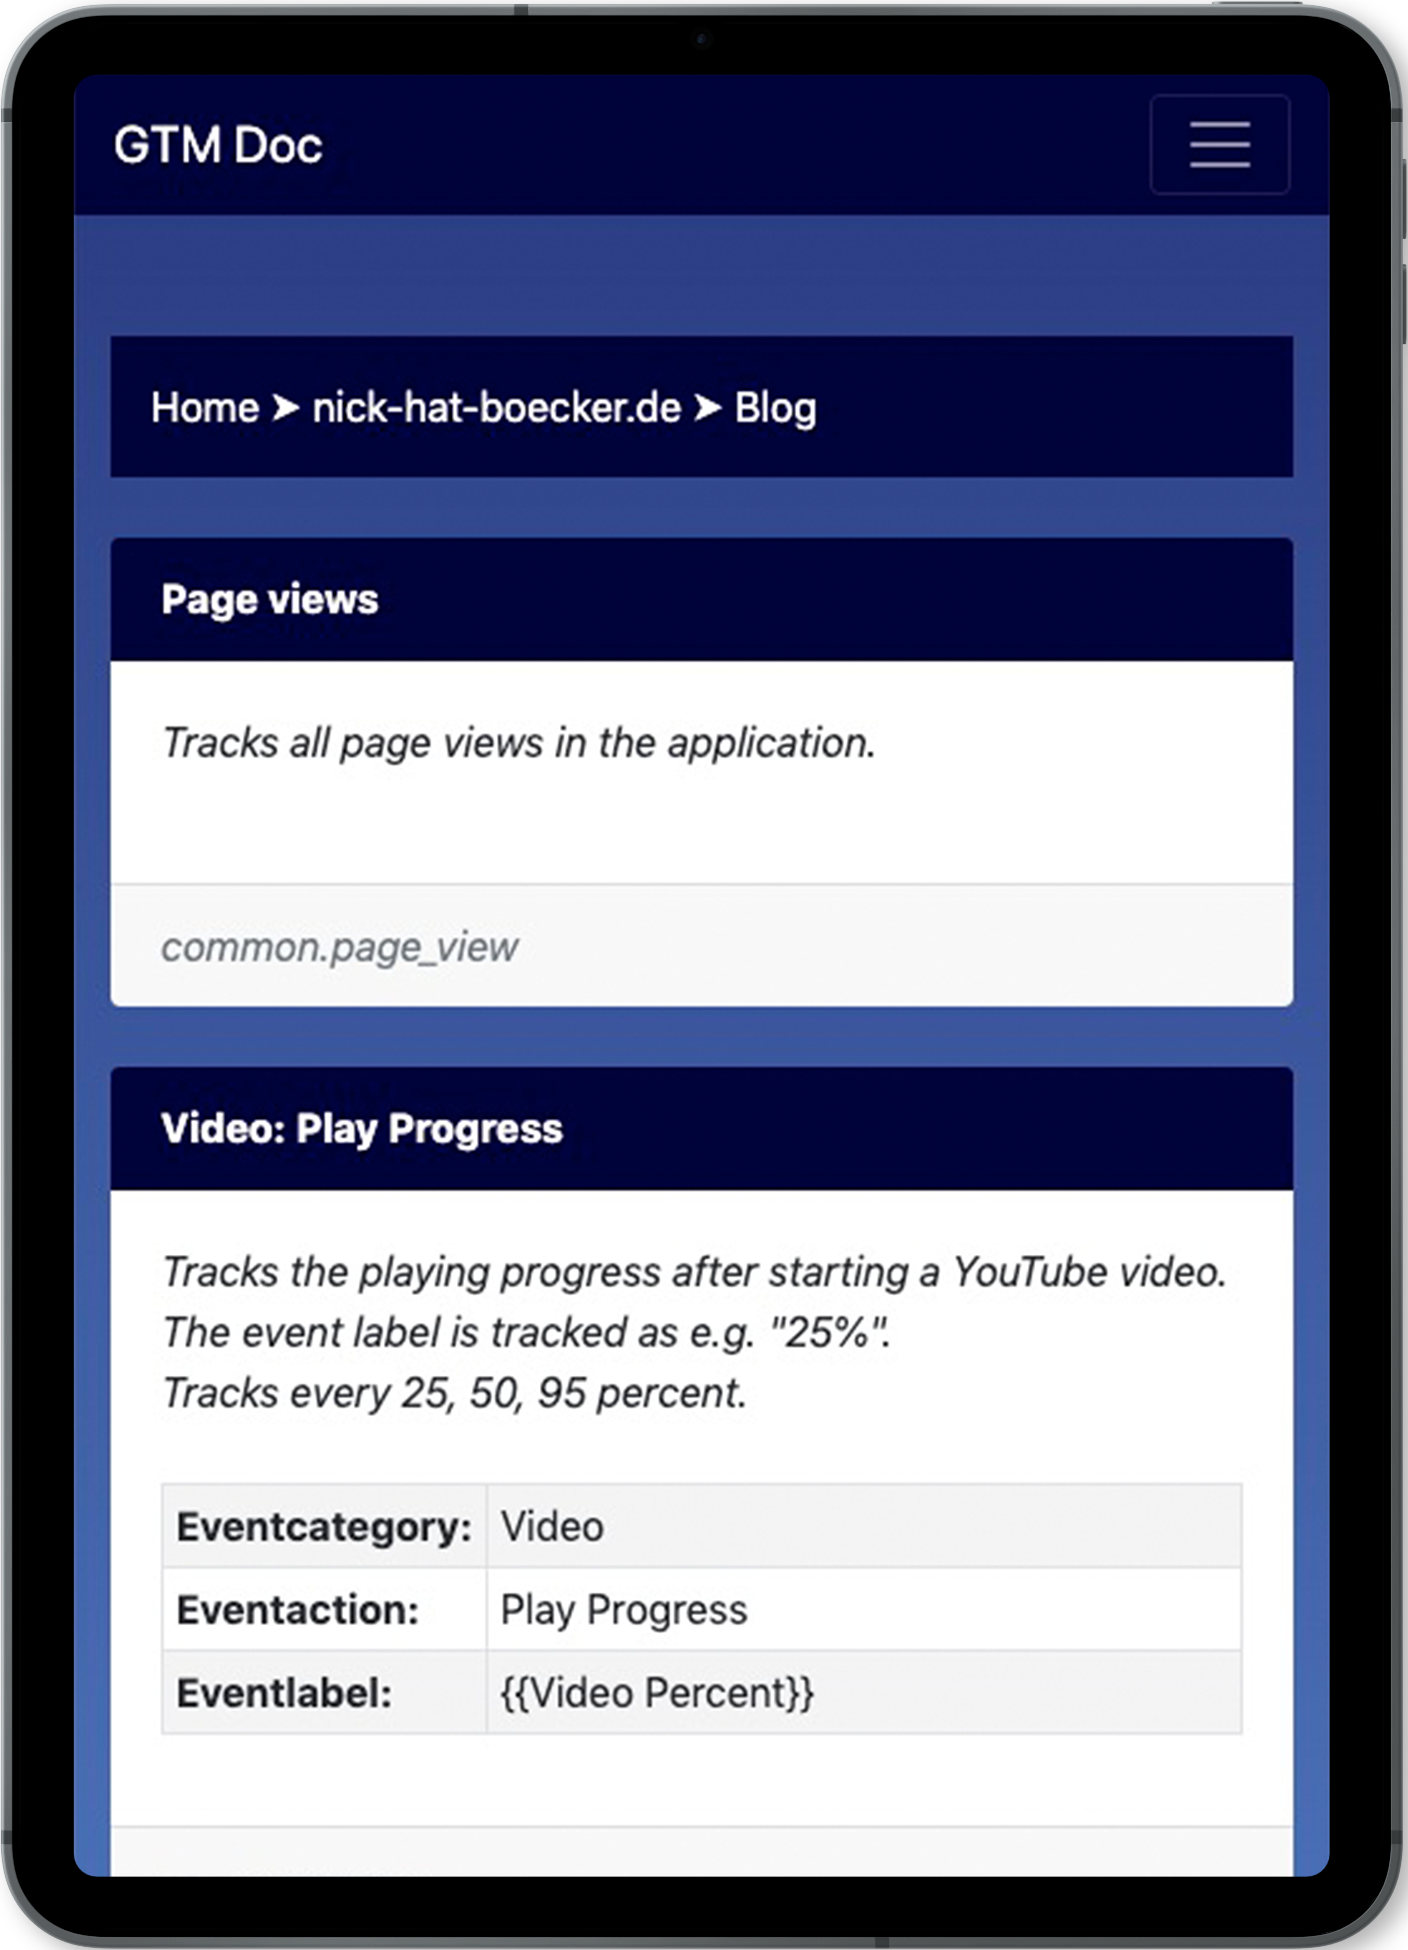 GTM Doc
Home ➤ nick-hat-boecker.de ➤ Blog
Page views
Tracks all page views in the application.
common.page_view
Video: Play Progress
Tracks the playing progress after starting a YouTube video.
The event label is tracked as e.g. "25%".
Tracks every 25, 50, 95 percent.
Eventcategory: Video
Eventaction: Play Progress
Eventlabel: {{Video Percent}}